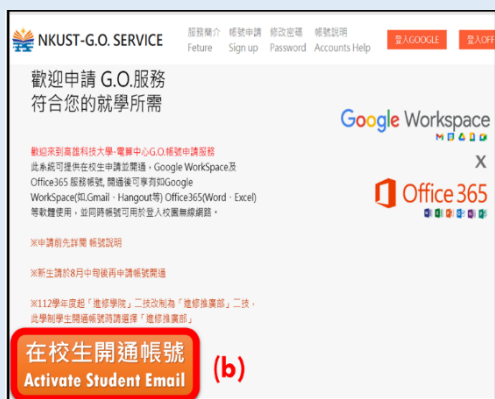 NKUST-G.O. SERVICE
服務簡介 帳號申請 修改密碼 帳號說明
Feture Sign up Password Accounts Help
登入GOOGLE 登入OFF
歡迎申請 G.O.服務
符合您的就學所需
Google Workspace
X
Office 365
歡迎來到高雄科技大學-電算中心G.O.帳號申請服務
此系統可提供在校生申請並開通，Google Workspace及
Office365 服務帳號, 開通後可享有如Google
WorkSpace(如,Gmail、Hangout等) Office365(Word、Excel)
等軟體使用，並同時帳號可用於登入校園無線網路。
※申請前先詳閱 帳號說明
※新生請於8月中旬後再申請帳號開通
※112學年度起「進修學院」二技改制為「進修推廣部」二技，
此學制學生開通帳號時請選擇「進修推廣部」
在校生開通帳號
Activate Student Email
(b)